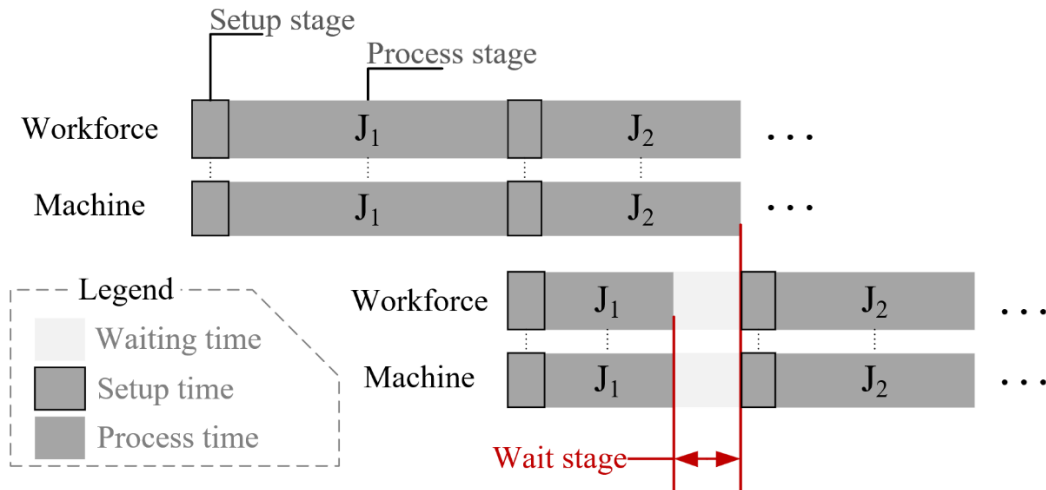 Setup stage
Process stage
Workforce J₁ J₂ ...
Machine J₁ J₂ ...
Legend
Waiting time
Setup time
Process time
Workforce J₁ J₂ ...
Machine J₁ J₂ ...
Wait stage